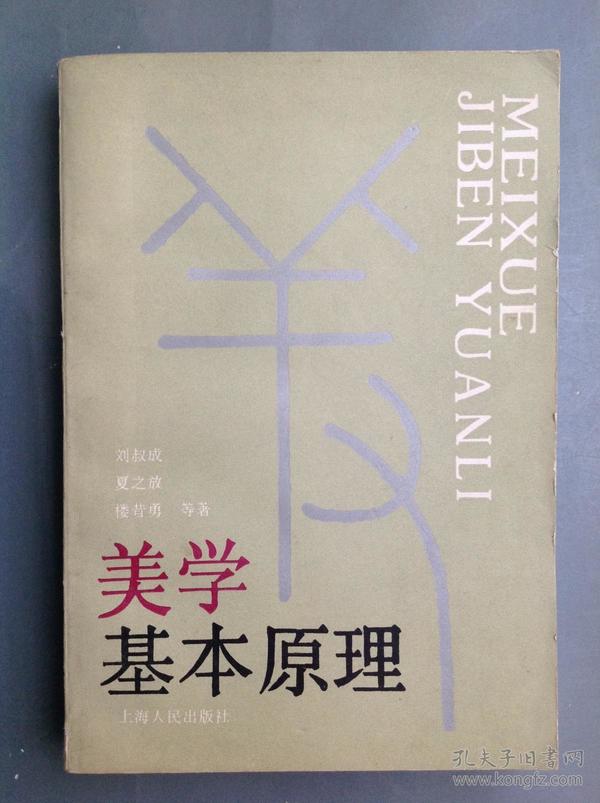 MEIXUE
JIBEN YUANLI
刘叔成
夏之放
楼昔勇 等著
美学
基本原理
上海人民出版社
孔夫子旧書网
www.kongfz.com